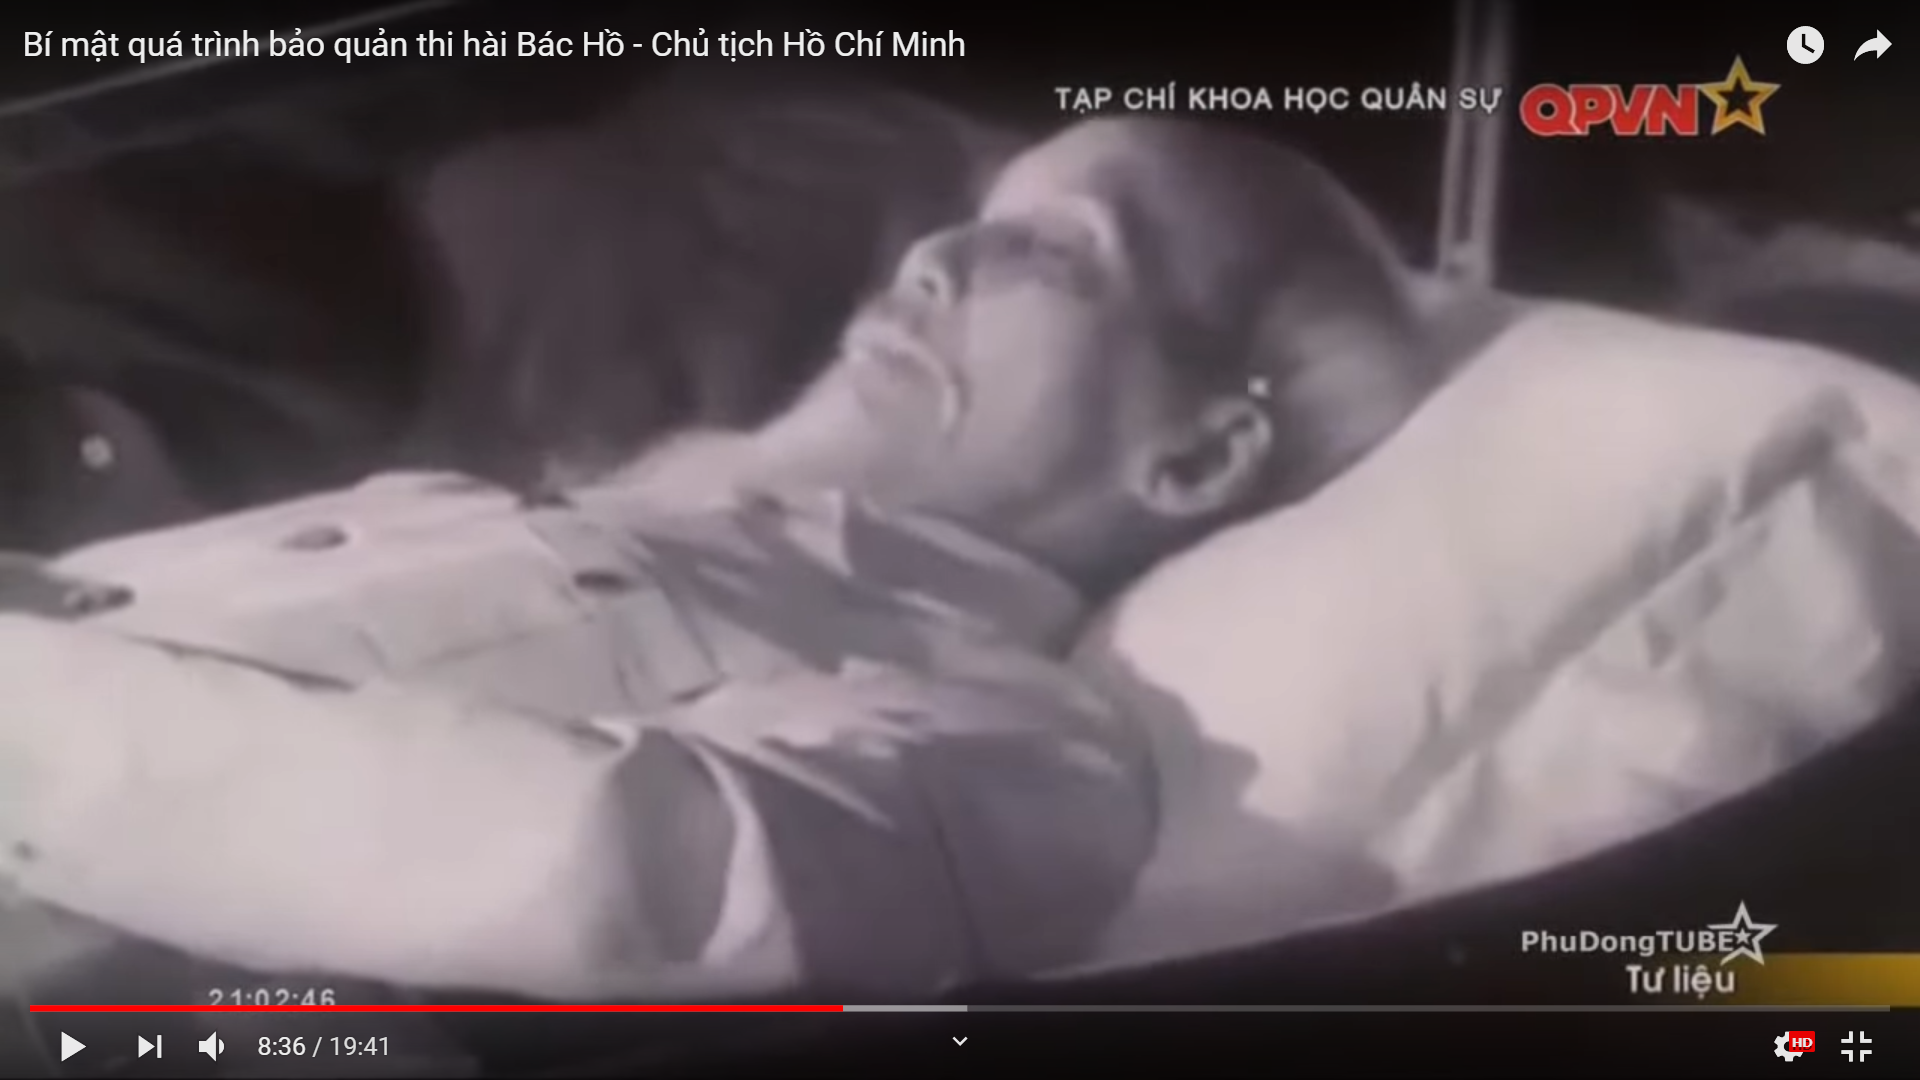 Bí mật quá trình bảo quản thi hài Bác Hồ - Chủ tịch Hồ Chí Minh
TẠP CHÍ KHOA HỌC QUÂN SỰ QPVN
PhuDongTUBE
Tư liệu
21:02:46
8:36 / 19:41
HD